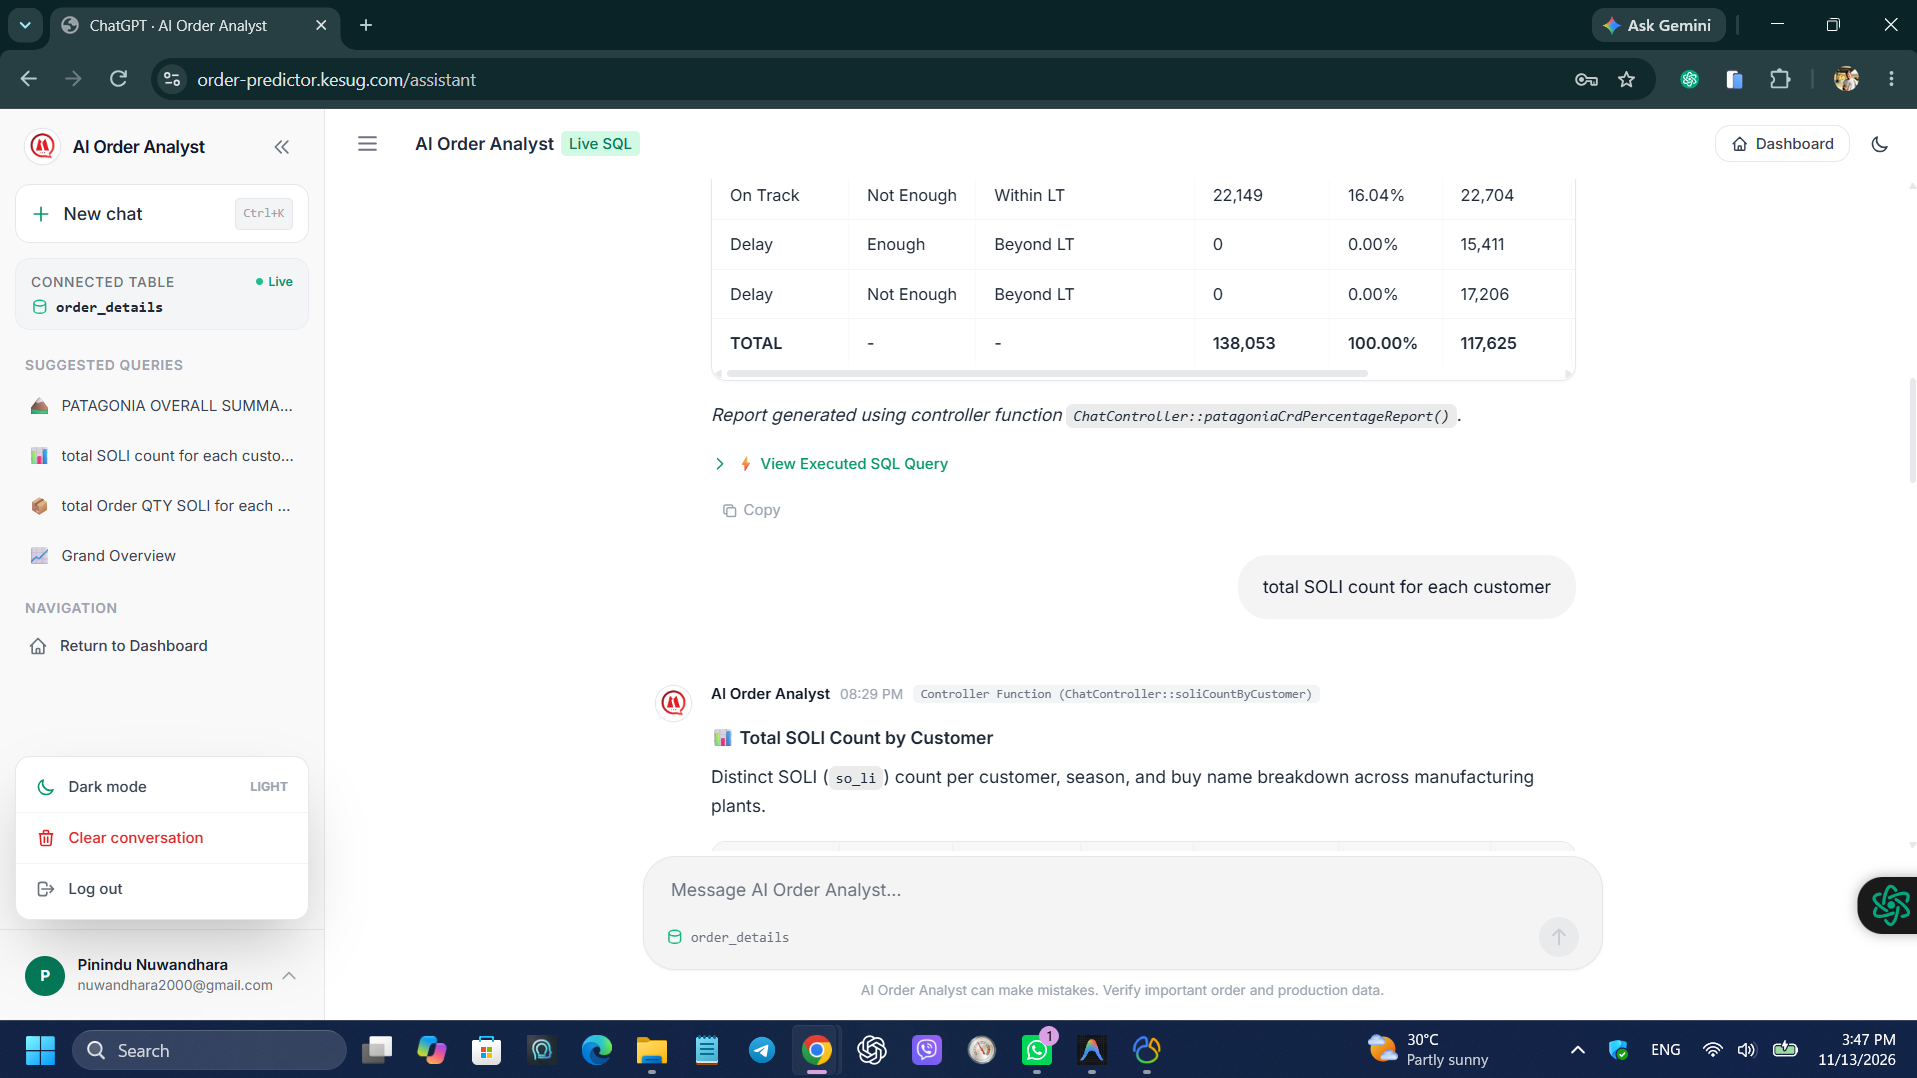 ChatGPT · AI Order Analyst
Ask Gemini
order-predictor.kesug.com/assistant
AI Order Analyst
New chat
Ctrl+K
CONNECTED TABLE
Live
order_details
SUGGESTED QUERIES
PATAGONIA OVERALL SUMMA...
total SOLI count for each custo...
total Order QTY SOLI for each ...
Grand Overview
NAVIGATION
Return to Dashboard
Dark mode LIGHT
Clear conversation
Log out
P
Pinindu Nuwandhara
nuwandhara2000@gmail.com
AI Order Analyst Live SQL
Dashboard
On Track Not Enough Within LT 22,149 16.04% 22,704
Delay Enough Beyond LT 0 0.00% 15,411
Delay Not Enough Beyond LT 0 0.00% 17,206
TOTAL - - 138,053 100.00% 117,625
Report generated using controller function ChatController::patagoniaCrdPercentageReport().
View Executed SQL Query
Copy
total SOLI count for each customer
AI Order Analyst 08:29 PM Controller Function (ChatController::soliCountByCustomer)
Total SOLI Count by Customer
Distinct SOLI (so_li) count per customer, season, and buy name breakdown across manufacturing
plants.
Message AI Order Analyst...
order_details
AI Order Analyst can make mistakes. Verify important order and production data.
Search
1
30°C
Partly sunny
ENG
3:47 PM
11/13/2026